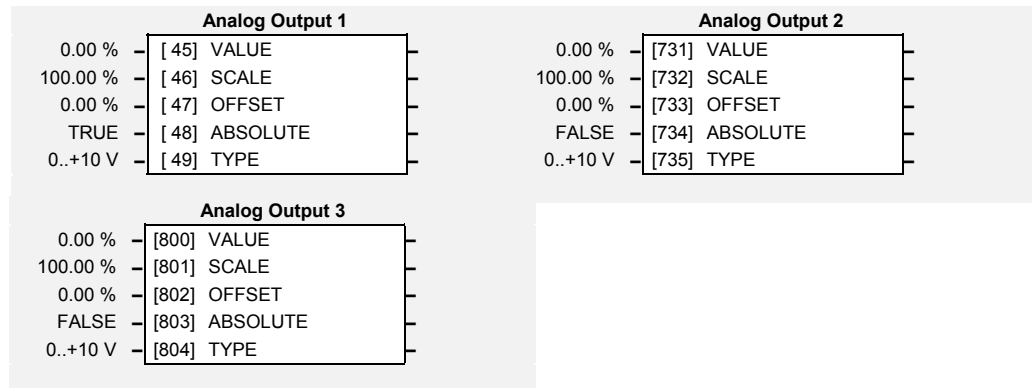 Analog Output 1
0.00 % [ 45] VALUE
100.00 % [ 46] SCALE
0.00 % [ 47] OFFSET
TRUE [ 48] ABSOLUTE
0..+10 V [ 49] TYPE
Analog Output 2
0.00 % [731] VALUE
100.00 % [732] SCALE
0.00 % [733] OFFSET
FALSE [734] ABSOLUTE
0..+10 V [735] TYPE
Analog Output 3
0.00 % [800] VALUE
100.00 % [801] SCALE
0.00 % [802] OFFSET
FALSE [803] ABSOLUTE
0..+10 V [804] TYPE